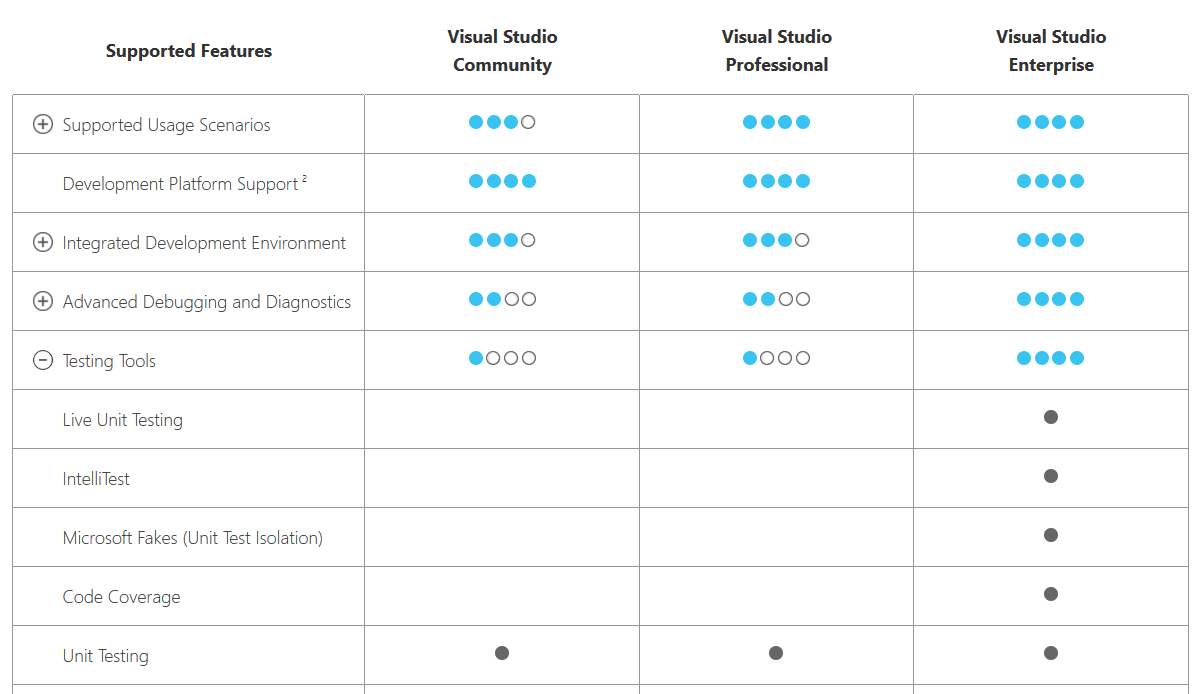 Supported Features
Visual Studio
Community
Visual Studio
Professional
Visual Studio
Enterprise
Supported Usage Scenarios
Development Platform Support ²
Integrated Development Environment
Advanced Debugging and Diagnostics
Testing Tools
Live Unit Testing
IntelliTest
Microsoft Fakes (Unit Test Isolation)
Code Coverage
Unit Testing